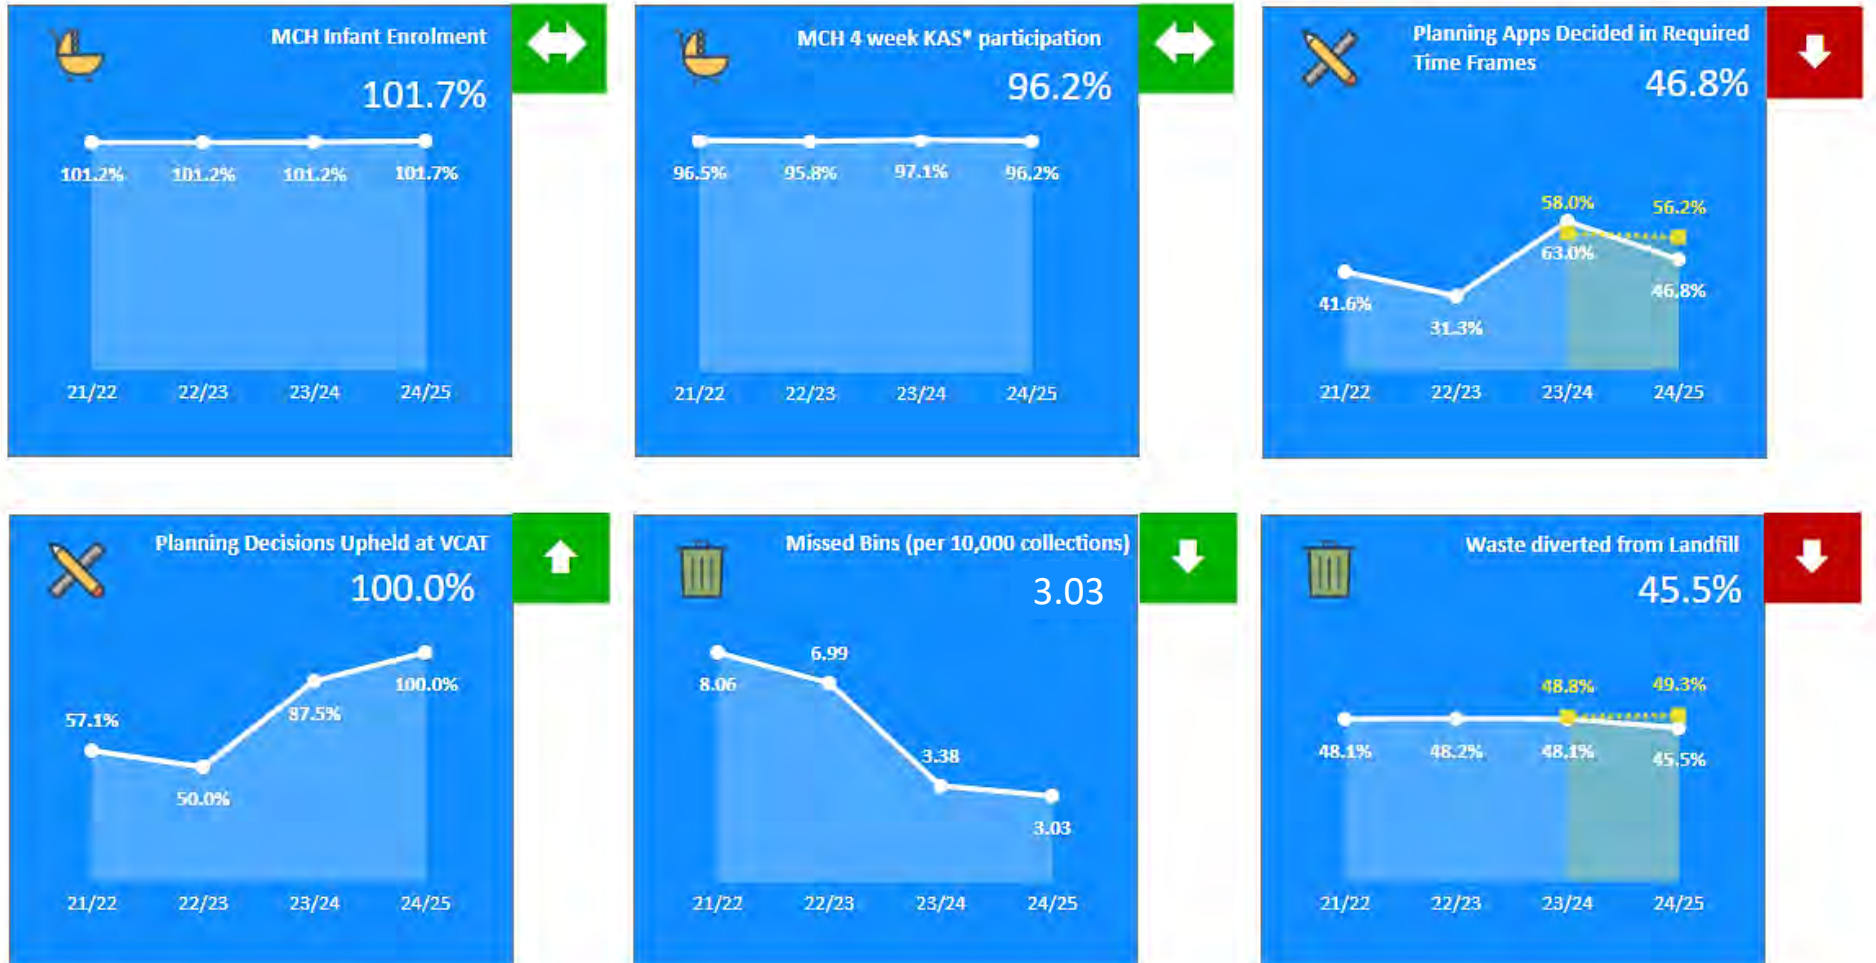 MCH Infant Enrolment
101.7%
101.2% 101.2% 101.2% 101.7%
21/22 22/23 23/24 24/25
MCH 4 week KAS* participation
96.2%
96.5% 95.8% 97.1% 96.2%
21/22 22/23 23/24 24/25
Planning Apps Decided in Required
Time Frames
46.8%
58.0% 56.2%
41.6% 31.3% 63.0% 46.8%
21/22 22/23 23/24 24/25
Planning Decisions Upheld at VCAT
100.0%
57.1% 50.0% 87.5% 100.0%
21/22 22/23 23/24 24/25
Missed Bins (per 10,000 collections)
3.03
8.06 6.99 3.38 3.03
21/22 22/23 23/24 24/25
Waste diverted from Landfill
45.5%
48.8% 49.3%
48.1% 48.2% 48.1% 45.5%
21/22 22/23 23/24 24/25